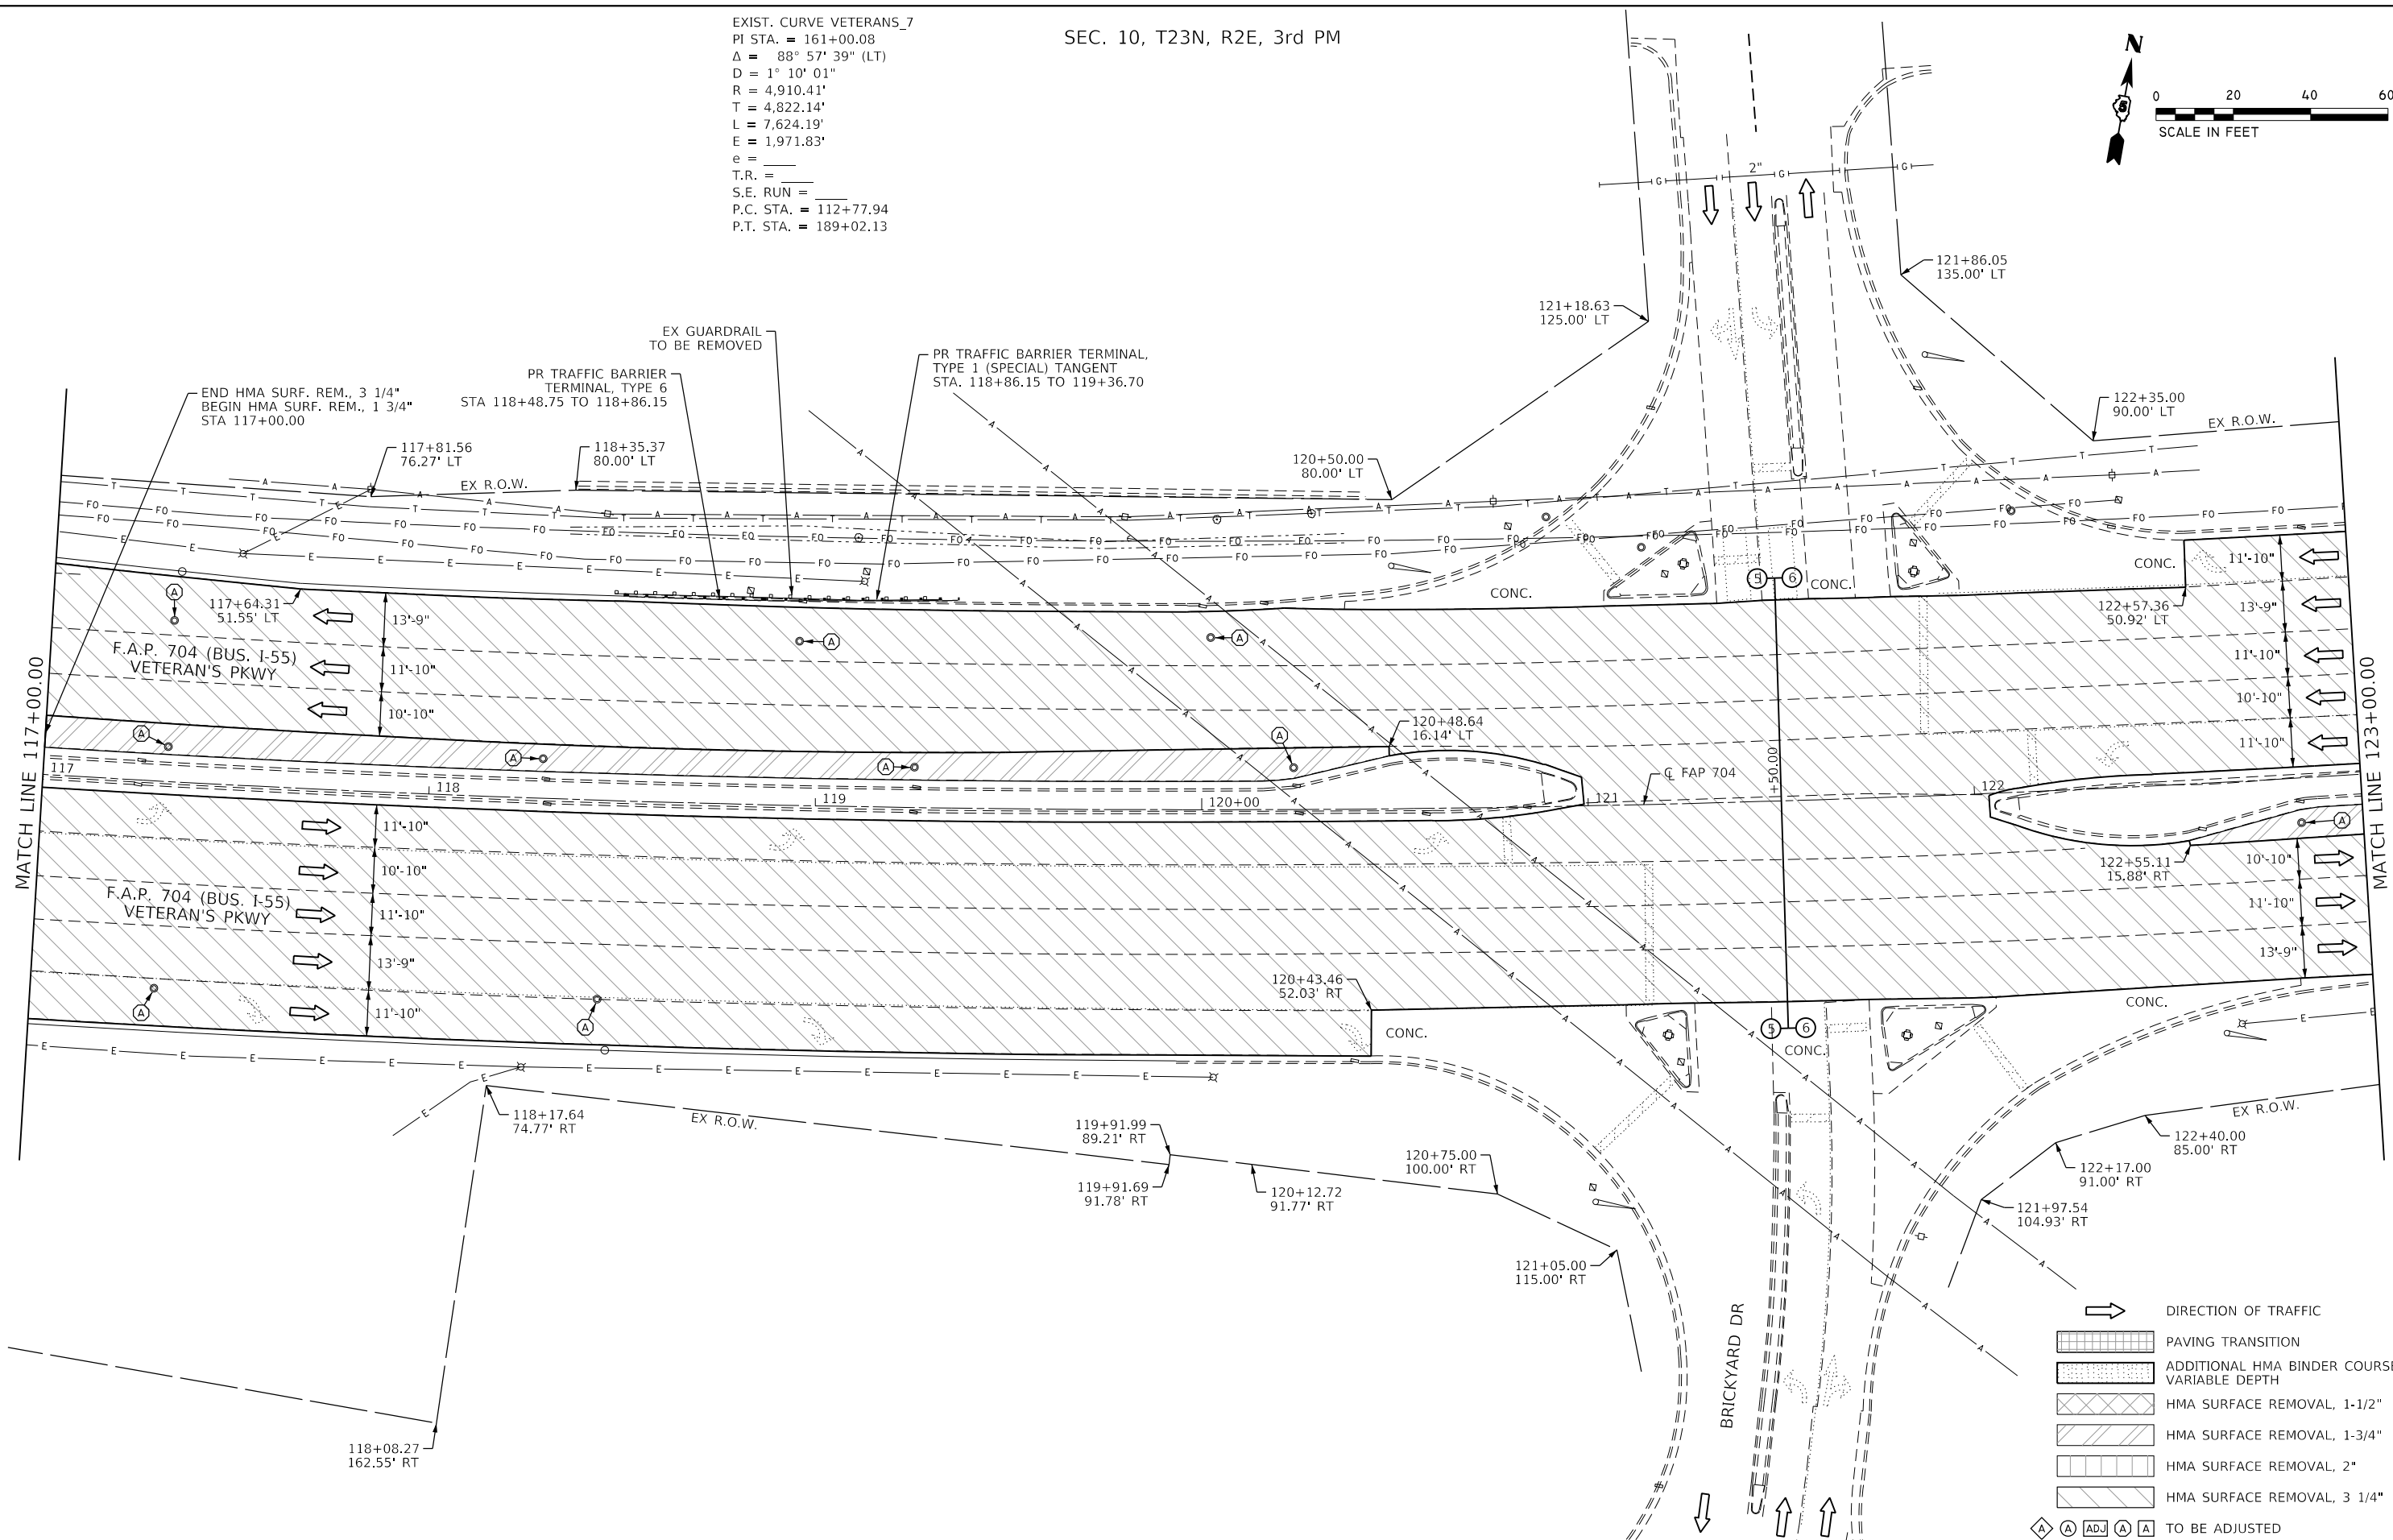 EXIST. CURVE VETERANS_7
PI STA. = 161+00.08
Δ = 88° 57' 39" (LT)
D = 1° 10' 01"
R = 4,910.41'
T = 4,822.14'
L = 7,624.19'
E = 1,971.83'
e = ____
T.R. = ____
S.E. RUN = ____
P.C. STA. = 112+77.94
P.T. STA. = 189+02.13
SEC. 10, T23N, R2E, 3rd PM
N
5
0 20 40 60
SCALE IN FEET
2"
121+86.05
135.00' LT
121+18.63
125.00' LT
122+35.00
90.00' LT
EX R.O.W.
EX GUARDRAIL
TO BE REMOVED
PR TRAFFIC BARRIER
TERMINAL, TYPE 6
STA 118+48.75 TO 118+86.15
PR TRAFFIC BARRIER TERMINAL,
TYPE 1 (SPECIAL) TANGENT
STA. 118+86.15 TO 119+36.70
END HMA SURF. REM., 3 1/4"
BEGIN HMA SURF. REM., 1 3/4"
STA 117+00.00
117+81.56
76.27' LT
EX R.O.W.
118+35.37
80.00' LT
120+50.00
80.00' LT
117+64.31
51.55' LT
CONC.
5 6
CONC.
CONC.
122+57.36
50.92' LT
F.A.P. 704 (BUS. I-55)
VETERAN'S PKWY
13'-9"
11'-10"
10'-10"
11'-10"
13'-9"
11'-10"
10'-10"
11'-10"
MATCH LINE 117+00.00
MATCH LINE 123+00.00
120+48.64
16.14' LT
+50.00
℄ FAP 704
117
118
119
120+00
121
122
F.A.P. 704 (BUS. I-55)
VETERAN'S PKWY
11'-10"
10'-10"
11'-10"
13'-9"
11'-10"
122+55.11
15.88' RT
10'-10"
11'-10"
13'-9"
120+43.46
52.03' RT
CONC.
5 6
CONC.
CONC.
118+17.64
74.77' RT
EX R.O.W.
119+91.99
89.21' RT
119+91.69
91.78' RT
120+12.72
91.77' RT
120+75.00
100.00' RT
121+05.00
115.00' RT
EX R.O.W.
122+40.00
85.00' RT
122+17.00
91.00' RT
121+97.54
104.93' RT
118+08.27
162.55' RT
BRICKYARD DR
DIRECTION OF TRAFFIC
PAVING TRANSITION
ADDITIONAL HMA BINDER COURSE
VARIABLE DEPTH
HMA SURFACE REMOVAL, 1-1/2"
HMA SURFACE REMOVAL, 1-3/4"
HMA SURFACE REMOVAL, 2"
HMA SURFACE REMOVAL, 3 1/4"
A A ADJ A A TO BE ADJUSTED